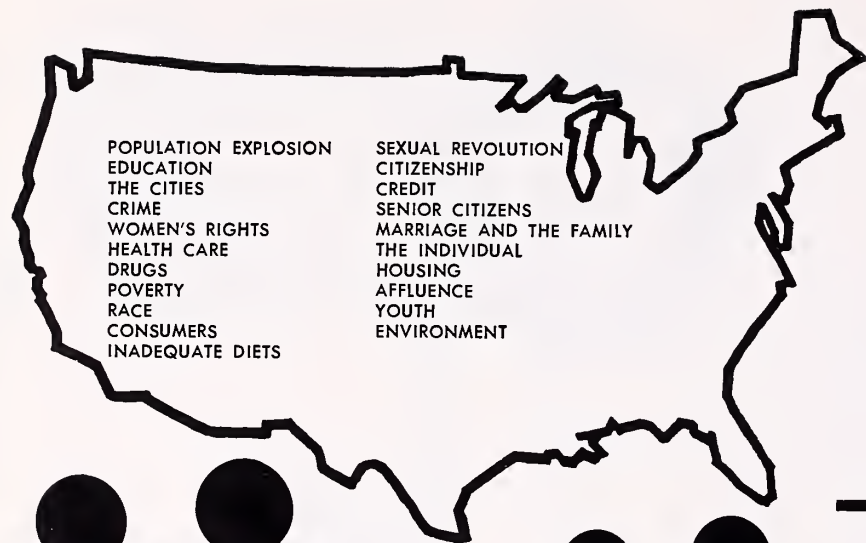 POPULATION EXPLOSION
EDUCATION
THE CITIES
CRIME
WOMEN'S RIGHTS
HEALTH CARE
DRUGS
POVERTY
RACE
CONSUMERS
INADEQUATE DIETS
SEXUAL REVOLUTION
CITIZENSHIP
CREDIT
SENIOR CITIZENS
MARRIAGE AND THE FAMILY
THE INDIVIDUAL
HOUSING
AFFLUENCE
YOUTH
ENVIRONMENT